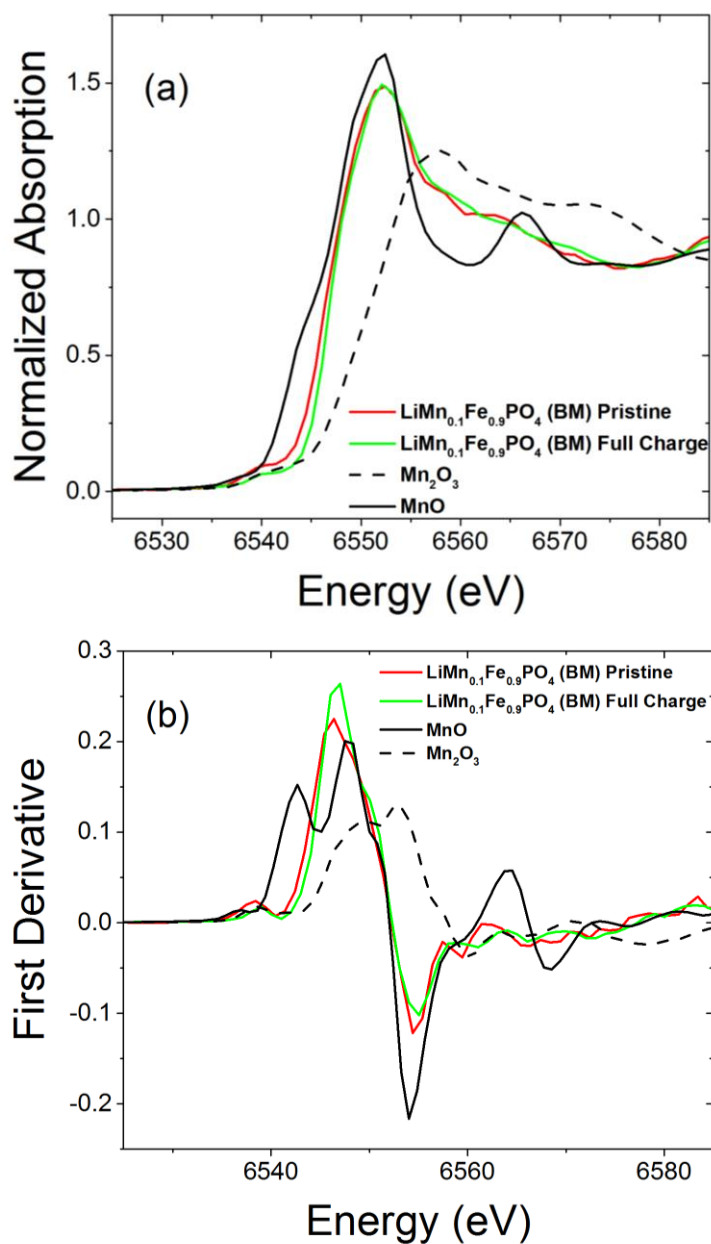 (a)
Normalized Absorption
1.5
1.0
0.5
0.0
LiMn₀.₁Fe₀.₉PO₄ (BM) Pristine
LiMn₀.₁Fe₀.₉PO₄ (BM) Full Charge
Mn₂O₃
MnO
6530 6540 6550 6560 6570 6580
Energy (eV)
(b)
First Derivative
0.3
0.2
0.1
0.0
-0.1
-0.2
LiMn₀.₁Fe₀.₉PO₄ (BM) Pristine
LiMn₀.₁Fe₀.₉PO₄ (BM) Full Charge
MnO
Mn₂O₃
6540 6560 6580
Energy (eV)